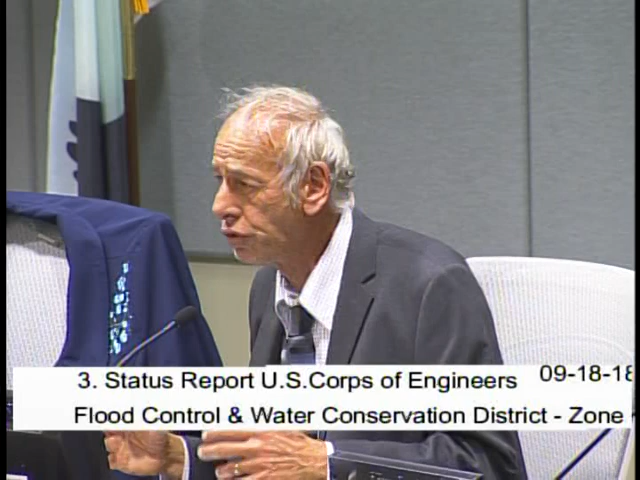 3. Status Report U.S.Corps of Engineers 09-18-18
Flood Control & Water Conservation District - Zone